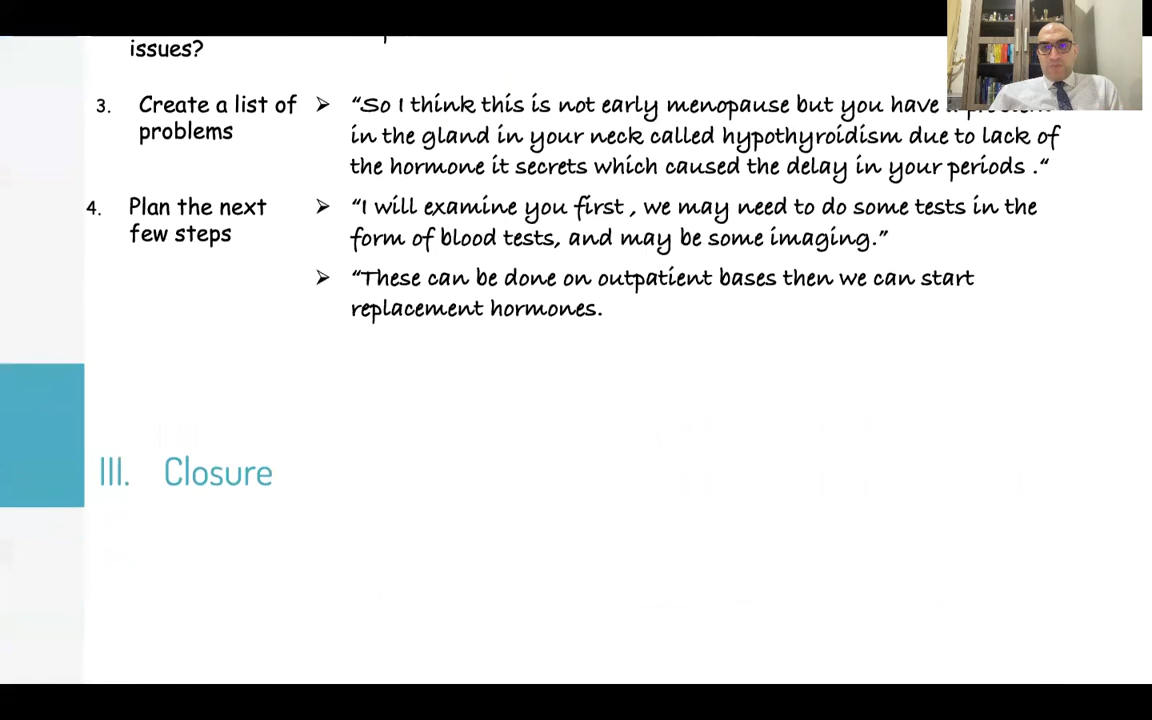 issues?
3. Create a list of ➢ “So I think this is not early menopause but you have
problems in the gland in your neck called hypothyroidism due to lack of
the hormone it secrets which caused the delay in your periods .“
4. Plan the next ➢ “I will examine you first , we may need to do some tests in the
few steps form of blood tests, and may be some imaging.”
➢ “These can be done on outpatient bases then we can start
replacement hormones.
III. Closure